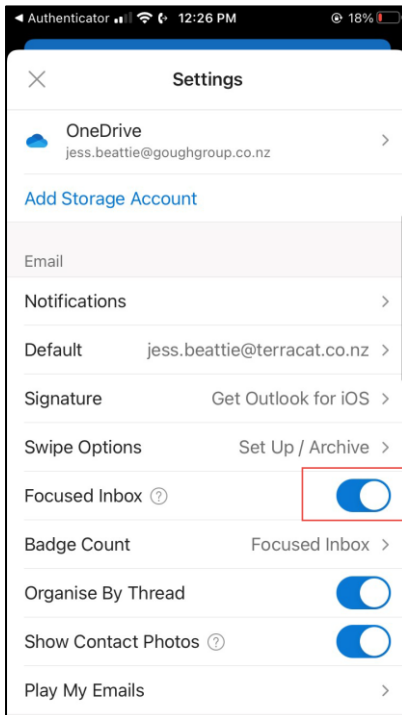 Authenticator 12:26 PM 18%
Settings
OneDrive
jess.beattie@goughgroup.co.nz
Add Storage Account
Email
Notifications
Default jess.beattie@terracat.co.nz
Signature Get Outlook for iOS
Swipe Options Set Up / Archive
Focused Inbox ?
Badge Count Focused Inbox
Organise By Thread
Show Contact Photos ?
Play My Emails